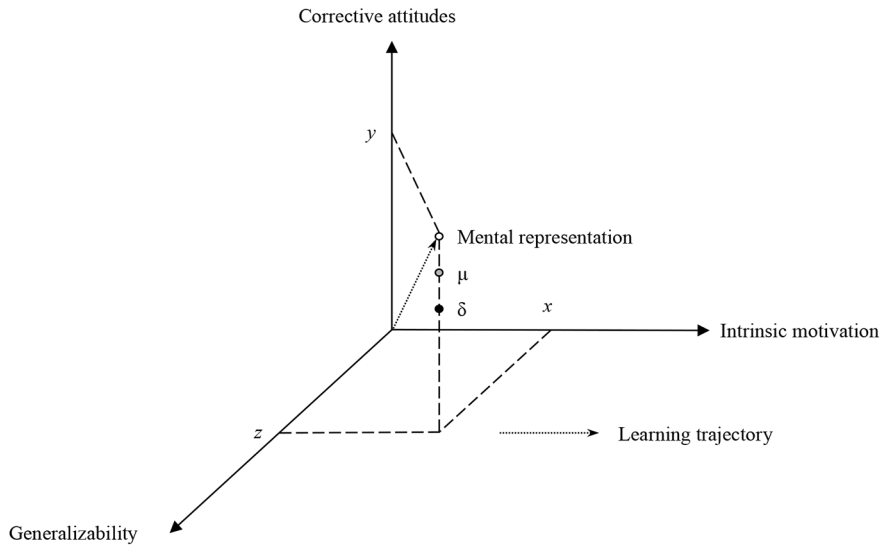 Corrective attitudes
y
Mental representation
μ
δ
x
Intrinsic motivation
z
Learning trajectory
Generalizability